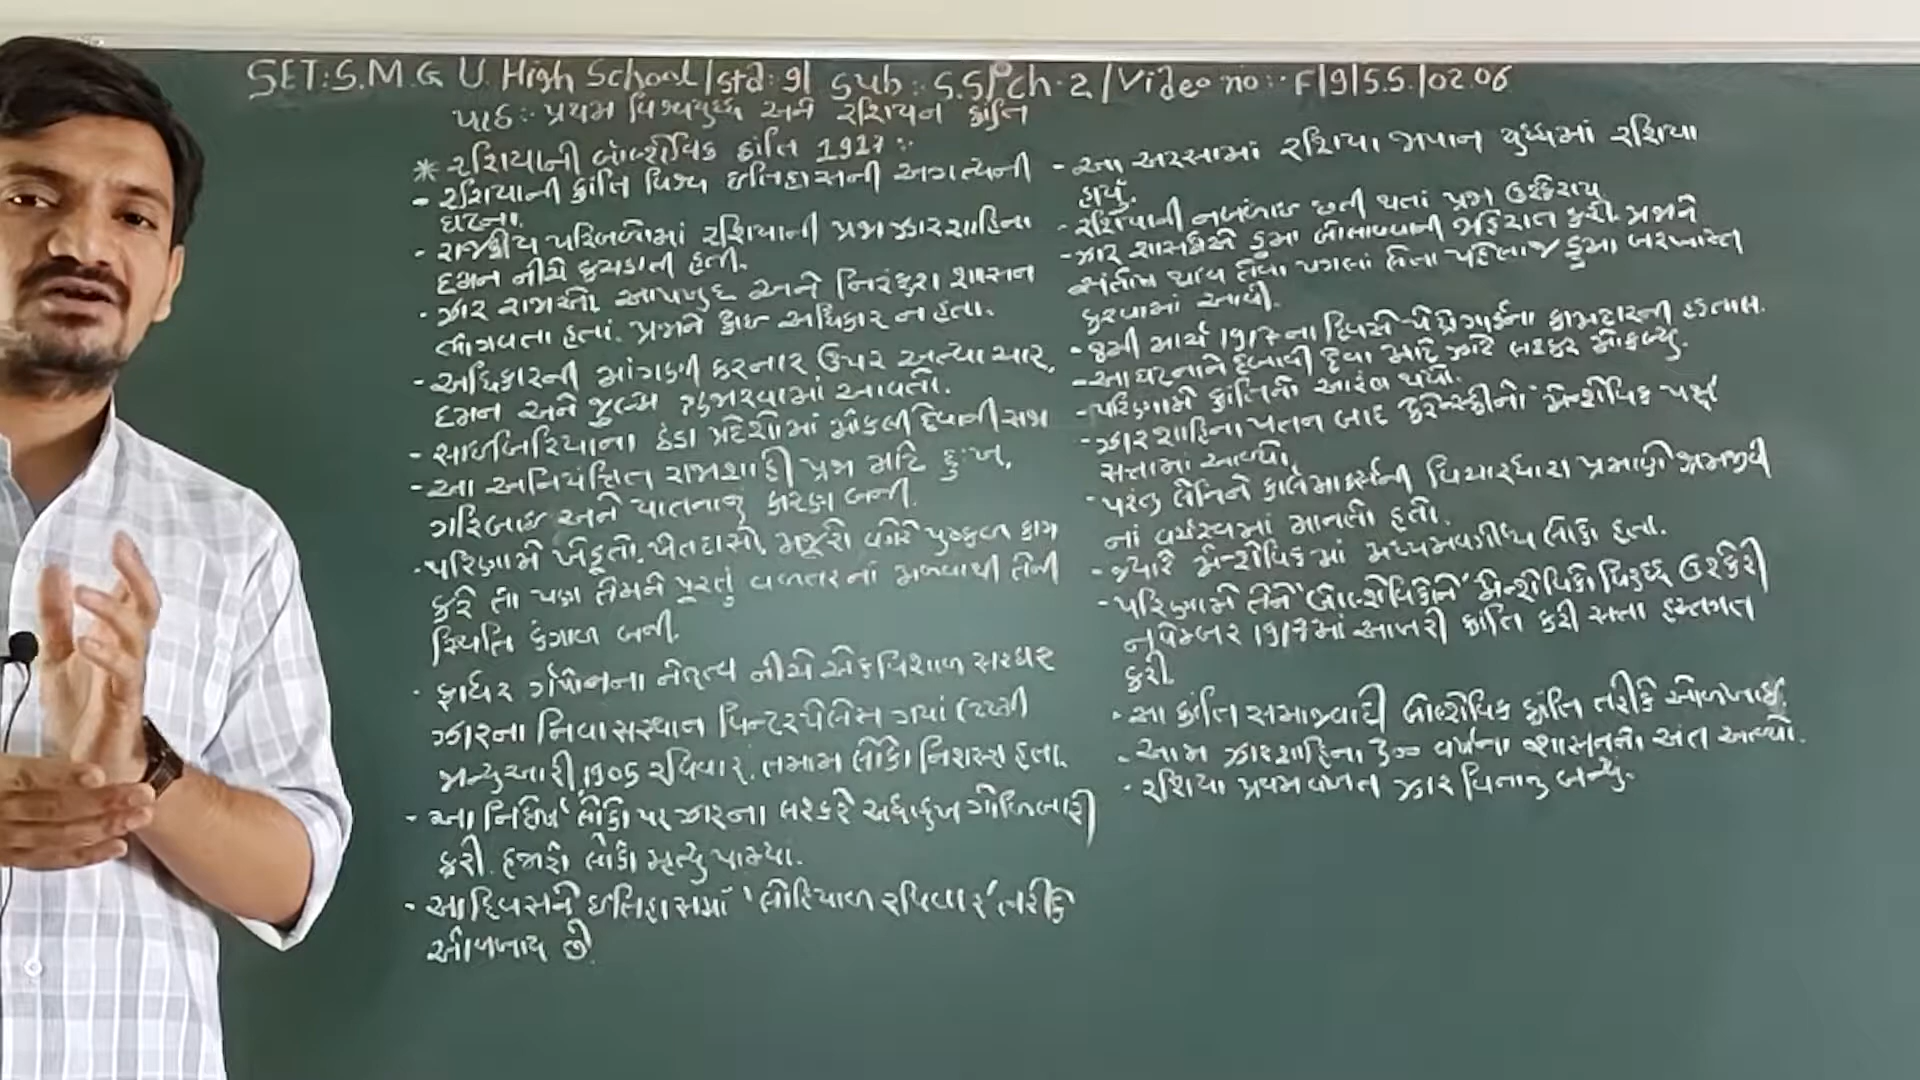 SET:S.M.G U. High School/std:9/ Sub: S.S/Ch-2/Video no:- F/9/S.S./02.06
પાઠ:- પ્રથમ વિશ્વયુધ્ધ અને રશિયન ક્રાંતિ
* રશિયાની બોલ્શેવિક ક્રાંતિ 1917:-
- રશિયાની ક્રાંતિ વિશ્વ ઇતિહાસની અગત્યની
ઘટના.
- રાજકીય પરિબળોમાં રશિયાની પ્રજા ઝારશાહિના
દમન નીચે કચડાતી હતી.
- ઝાર રાજાઓ આપખુદ અને નિરંકુશ શાસન
ભોગવતા હતાં. પ્રજાને કોઇ અધિકાર ન હતા.
- અધિકારની માંગણી કરનાર ઉપર અત્યાચાર,
દમન અને જુલ્મ ગુજારવામાં આવતો.
- સાઇબિરિયાના ઠંડા પ્રદેશોમાં મોકલી દેવાની સજા
- આ અનિયંત્રિત રાજાશાહી પ્રજા માટે દુઃખ,
ગરિબાઇ અને યાતનાનું કારણ બની.
- પરિણામે ખેડૂતો, ખેતદાસો, મજૂરો વગેરે પુષ્કળ કામ
કરે તો પણ તેમને પૂરતું વળતર નાં મળવાથી તેની
સ્થિતિ કંગાળ બની.
- ફાધર ગેપોનના નેતૃત્વ નીચે એક વિશાળ સરઘસ
ઝારના નિવાસસ્થાન વિન્ટરપેલેસ ગયાં (22મી
જાન્યુઆરી, 1905 રવિવાર. તમામ લોકો નિશસ્ત્ર હતા.
- આ નિર્દોષ લોકો પર ઝારના લશ્કરે અંધાધુંધ ગોળિબારી
કરી. હજારો લોકો મૃત્યુ પામ્યા.
- આ દિવસને ઇતિહાસમાં 'લોહિયાળ રવિવાર' તરીકે
ઓળખાય છે.
- આ અરસામાં રશિયા જાપાન યુધ્ધમાં રશિયા
હાર્યું.
- રશિયાની નબળાઇ છતી થતાં પ્રજા ઉશ્કેરાય
- ઝાર શાસકોએ ડુમા બોલાવવાની જાહેરાત કરી. પ્રજાને
સંતોષ થાય તેવા પગલાં લેતા પહેલાજ ડુમા બરખાસ્ત
કરવામાં આવી.
- 8મી માર્ચ 1917ના દિવસે પેટ્રોગાર્ડના કામદારની હડતાલ.
- આ ઘટનાને દબાવી દેવા માટે ઝારે લશ્કર મોકલ્યુ.
- પરિણામે ક્રાંતિનો આરંભ થયો.
- ઝારશાહિના પતન બાદ કેરેન્સ્કીનો મેન્શેવિક પક્ષ
સત્તામાં આવ્યો.
- પરંતુ લેનિને કાર્લ માર્ક્સની વિચારધારા પ્રમાણે શ્રમજીવી
નાં વર્ચસ્વમાં માનતો હતો.
- જ્યારે મેન્શેવિકમાં મધ્યમવર્ગીય લોકો હતા.
- પરિણામે તેને 'બોલ્શેવિકોને' મેન્શેવિકો વિરુધ્ધ ઉશ્કેરી
નવેમ્બર 1917માં આખરી ક્રાંતિ કરી સત્તા હસ્તગત
કરી.
- આ ક્રાંતિ સમાજવાદી બોલ્શેવિક ક્રાંતિ તરીકે ઓળખાઇ
- આમ ઝારશાહિના 300 વર્ષના શાસનનો અંત આવ્યો.
- રશિયા પ્રથમ વખત ઝાર વિનાનુ બન્યું.